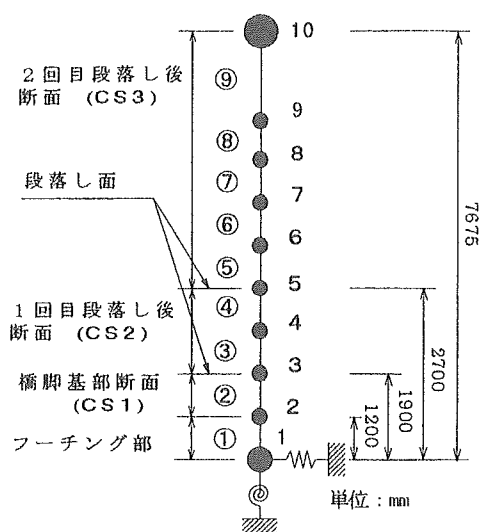 10
2回目段落し後
断面 (CS3)
⑨
9
⑧
8
段落し面
⑦
7
⑥
6
⑤
5
④
1回目段落し後
断面 (CS2)
4
③
3
橋脚基部断面
(CS1)
②
2
フーチング部
①
1
1200
1900
2700
7675
単位:mm